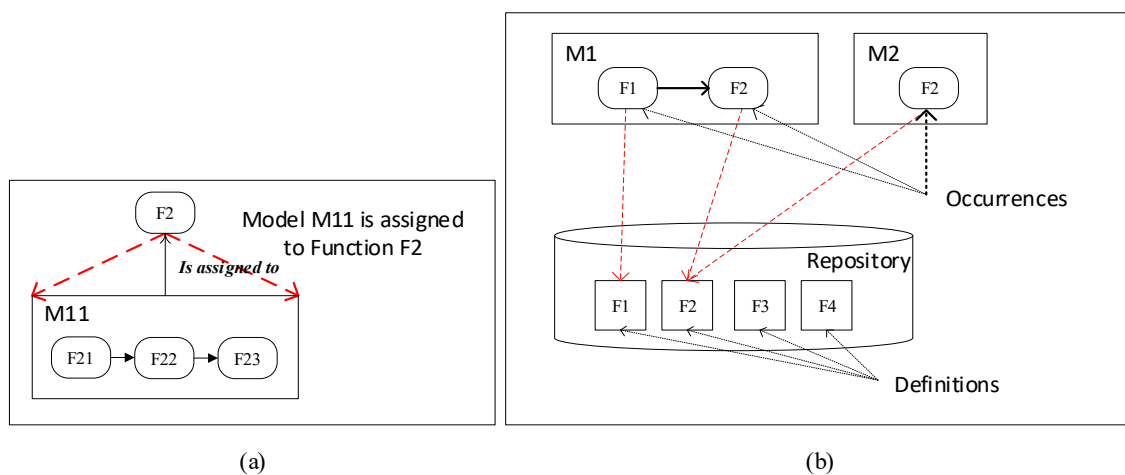 F2
Model M11 is assigned
to Function F2
Is assigned to
M11
F21
F22
F23
(a)
M1
F1
F2
M2
F2
Occurrences
Repository
F1
F2
F3
F4
Definitions
(b)